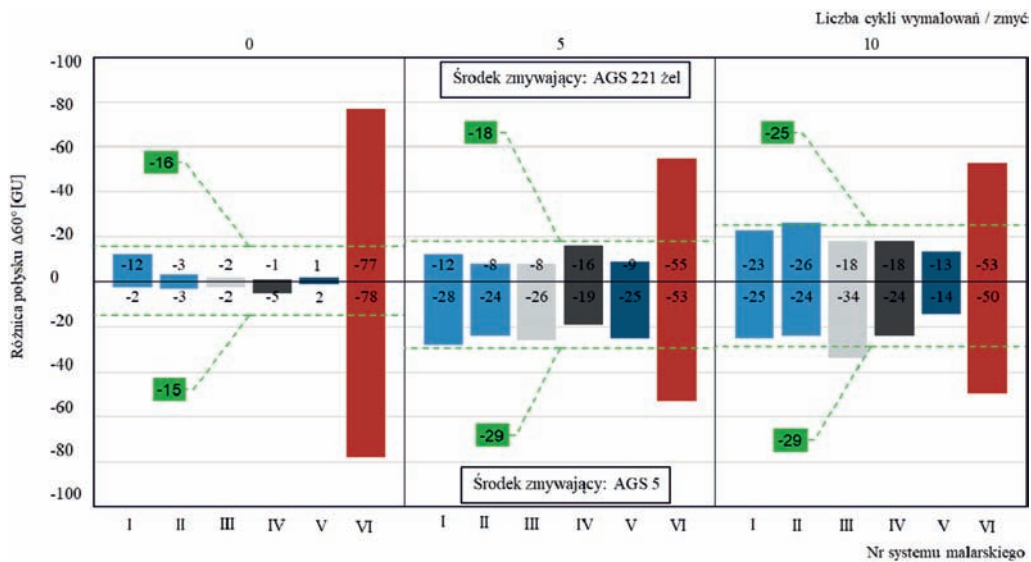 Liczba cykli wymalowań / zmyć:
0 5 10
-100
Środek zmywający: AGS 221 żel
-80
-18 -25
-60
-16
-40
-20
-12 -3 -2 -1 1 -77 -12 -8 -8 -16 -9 -55 -23 -26 -18 -18 -13 -53
0
-2 -3 -2 -5 2 -78 -28 -24 -26 -19 -25 -53 -25 -24 -34 -24 -14 -50
-20
-40
-15
-60
-29 -29
-80
Środek zmywający: AGS 5
-100
Różnica połysku Δ60° [GU]
I II III IV V VI I II III IV V VI I II III IV V VI
Nr systemu malarskiego